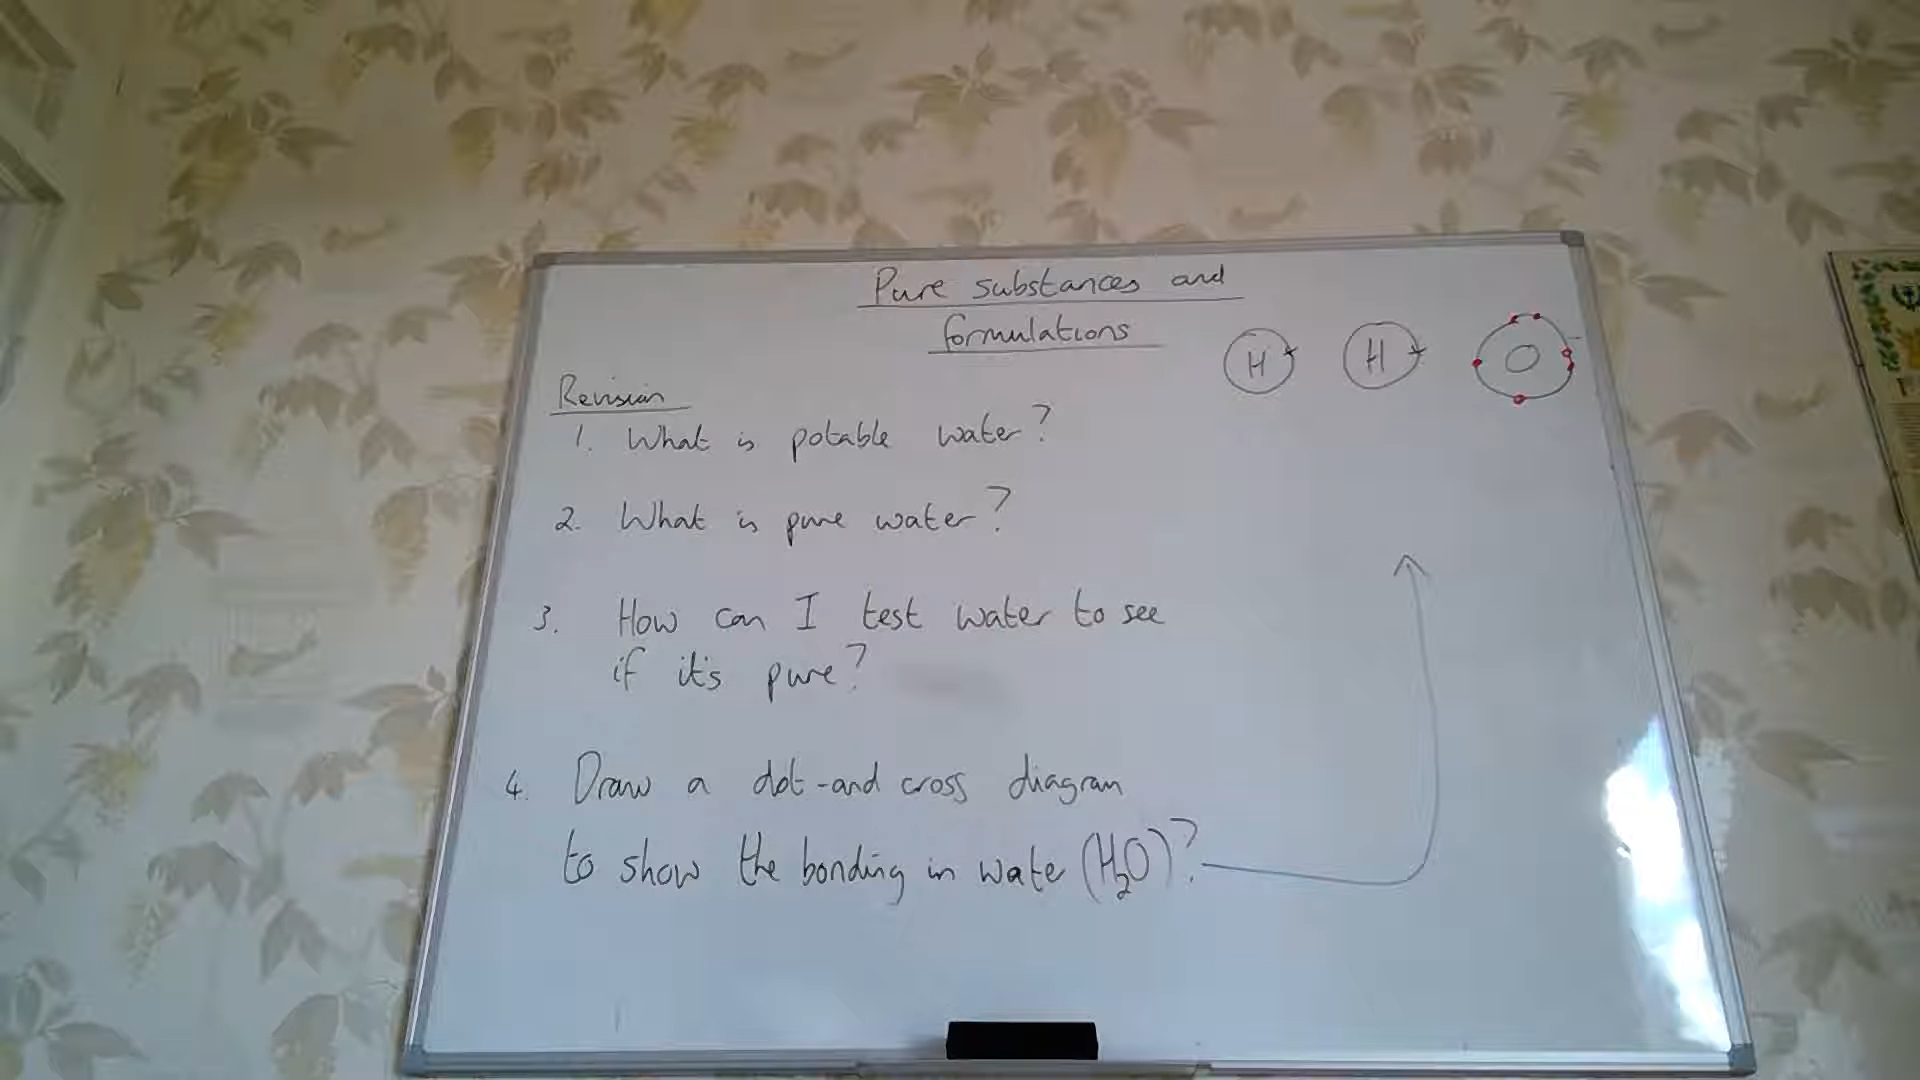 Pure substances and
formulations
H H O
Revision
1. What is potable water?
2. What is pure water?
3. How can I test water to see
if it's pure?
4. Draw a dot-and cross diagram
to show the bonding in wate (H₂O)?